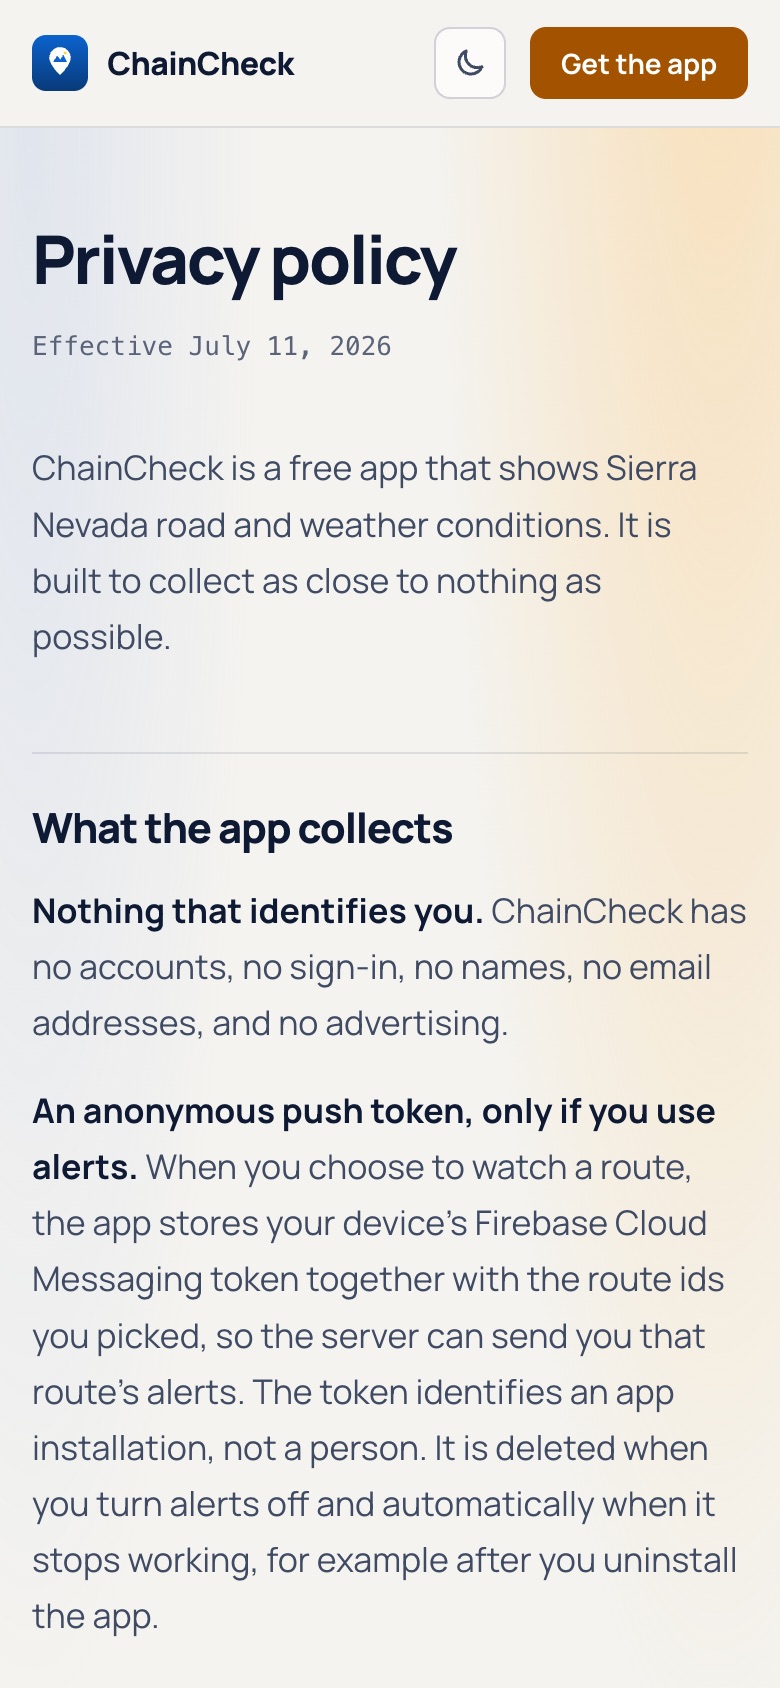 ChainCheck
Get the app
Privacy policy
Effective July 11, 2026
ChainCheck is a free app that shows Sierra
Nevada road and weather conditions. It is
built to collect as close to nothing as
possible.
What the app collects
Nothing that identifies you. ChainCheck has
no accounts, no sign-in, no names, no email
addresses, and no advertising.
An anonymous push token, only if you use
alerts. When you choose to watch a route,
the app stores your device’s Firebase Cloud
Messaging token together with the route ids
you picked, so the server can send you that
route’s alerts. The token identifies an app
installation, not a person. It is deleted when
you turn alerts off and automatically when it
stops working, for example after you uninstall
the app.